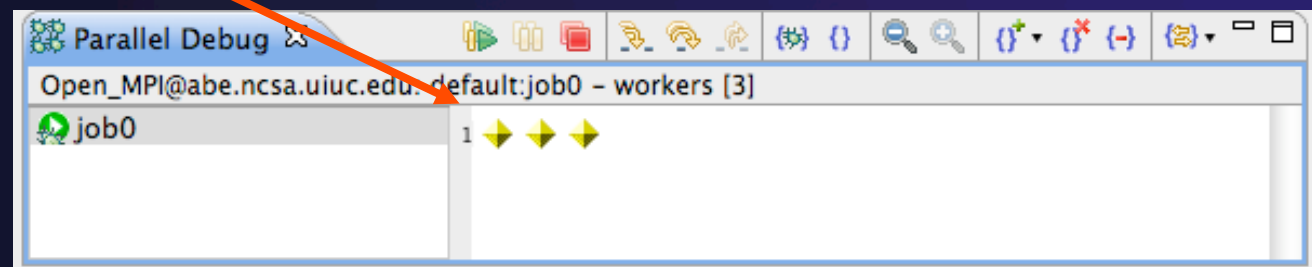 Parallel Debug
Open_MPI@abe.ncsa.uiuc.edu: default:job0 – workers [3]
job0
1